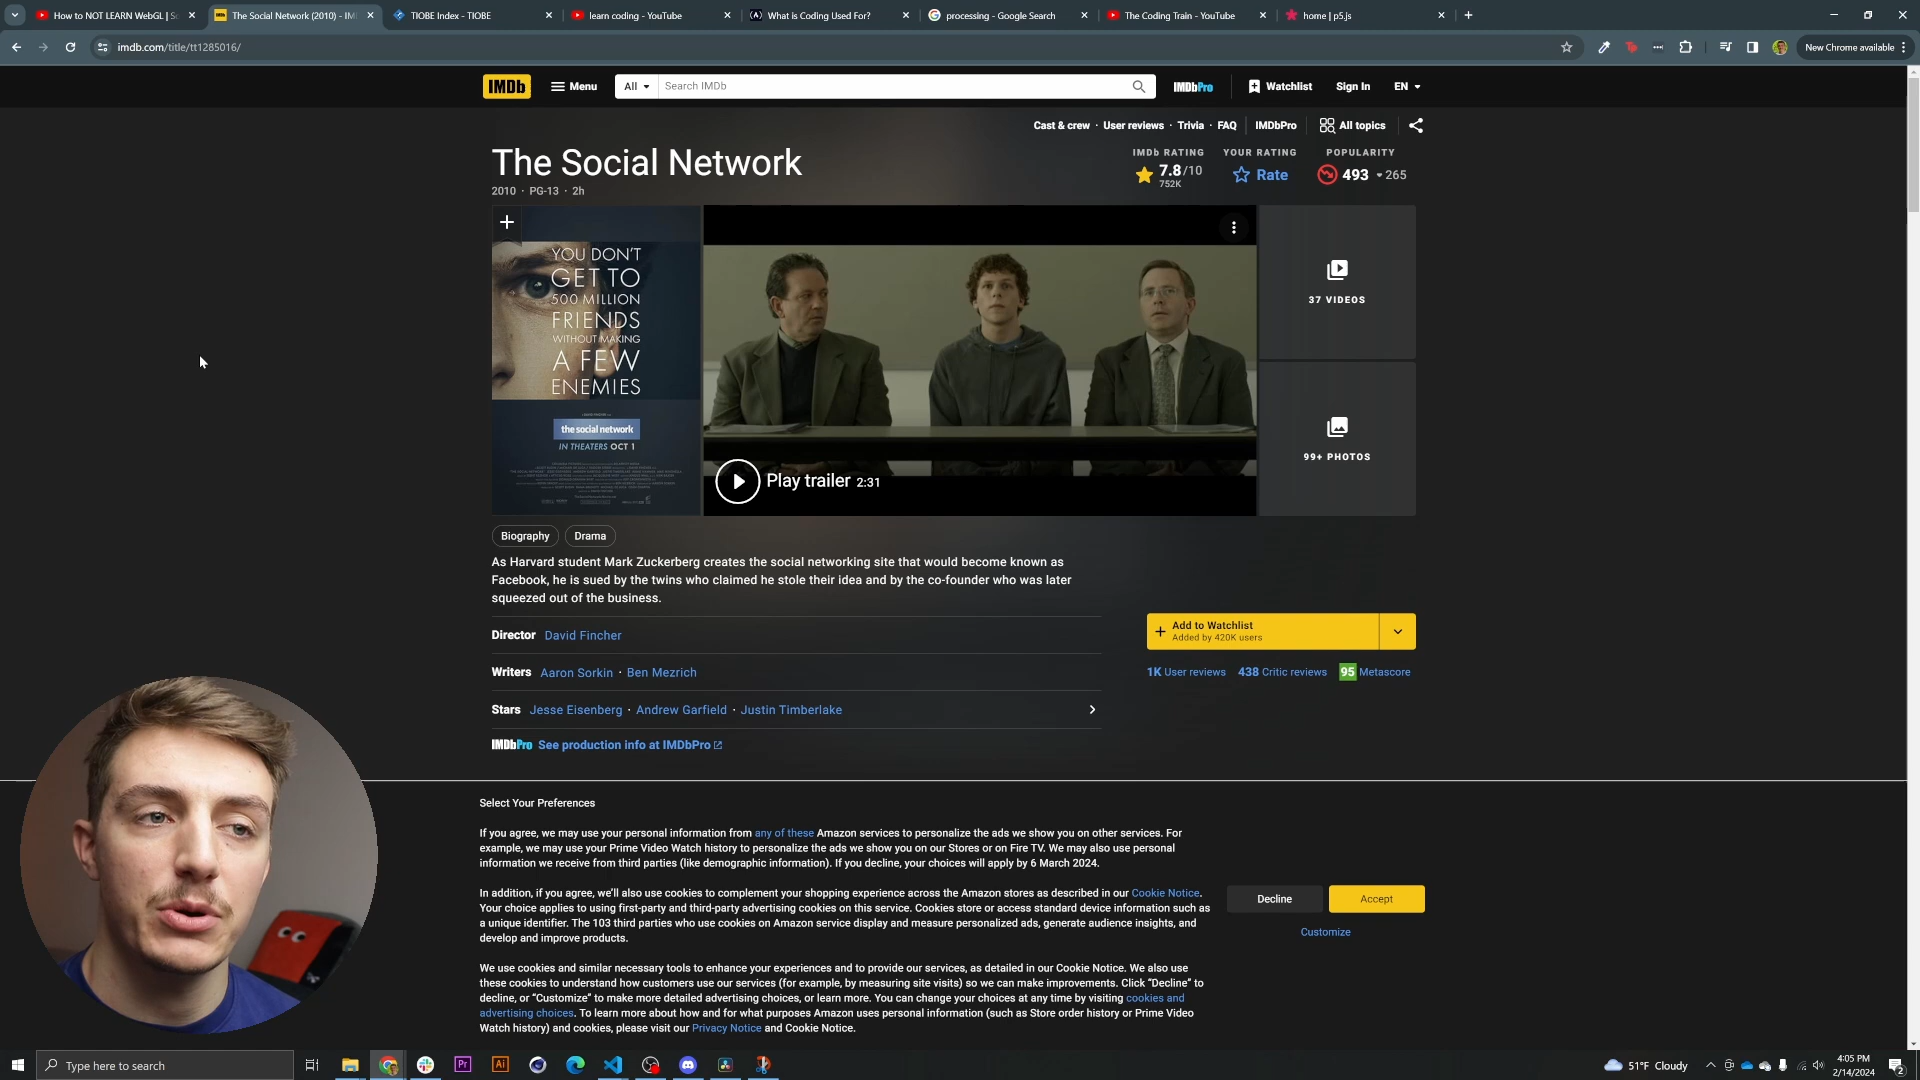 How to NOT LEARN WebGL | S
The Social Network (2010) - IM
TIOBE Index - TIOBE
learn coding - YouTube
What is Coding Used For?
processing - Google Search
The Coding Train - YouTube
home | p5.js
imdb.com/title/tt1285016/
New Chrome available
IMDb
Menu
All
Search IMDb
IMDbPro
Watchlist
Sign In
EN
Cast & crew · User reviews · Trivia · FAQ
IMDbPro
All topics
The Social Network
2010 · PG-13 · 2h
IMDb RATING
7.8/10
752K
YOUR RATING
Rate
POPULARITY
493
265
YOU DON'T
GET TO
500 MILLION
FRIENDS
WITHOUT MAKING
A FEW
ENEMIES
the social network
IN THEATERS OCT 1
Play trailer 2:31
37 VIDEOS
99+ PHOTOS
Biography
Drama
As Harvard student Mark Zuckerberg creates the social networking site that would become known as
Facebook, he is sued by the twins who claimed he stole their idea and by the co-founder who was later
squeezed out of the business.
Director David Fincher
Writers Aaron Sorkin · Ben Mezrich
Stars Jesse Eisenberg · Andrew Garfield · Justin Timberlake
IMDbPro See production info at IMDbPro
Add to Watchlist
Added by 420K users
1K User reviews
438 Critic reviews
95 Metascore
Select Your Preferences
If you agree, we may use your personal information from any of these Amazon services to personalize the ads we show you on other services. For
example, we may use your Prime Video Watch history to personalize the ads we show you on our Stores or on Fire TV. We may also use personal
information we receive from third parties (like demographic information). If you decline, your choices will apply by 6 March 2024.
In addition, if you agree, we'll also use cookies to complement your shopping experience across the Amazon stores as described in our Cookie Notice.
Your choice applies to using first-party and third-party advertising cookies on this service. Cookies store or access standard device information such as
a unique identifier. The 103 third parties who use cookies on Amazon service display and measure personalized ads, generate audience insights, and
develop and improve products.
We use cookies and similar necessary tools to enhance your experiences and to provide our services, as detailed in our Cookie Notice. We also use
these cookies to understand how customers use our services (for example, by measuring site visits) so we can make improvements. Click "Decline" to
decline, or "Customize" to make more detailed advertising choices, or learn more. You can change your choices at any time by visiting cookies and
advertising choices. To learn more about how and for what purposes Amazon uses personal information (such as Store order history or Prime Video
Watch history) and cookies, please visit our Privacy Notice and Cookie Notice.
Decline
Accept
Customize
Type here to search
Pr
Ai
51°F Cloudy
4:05 PM
2/14/2024
2